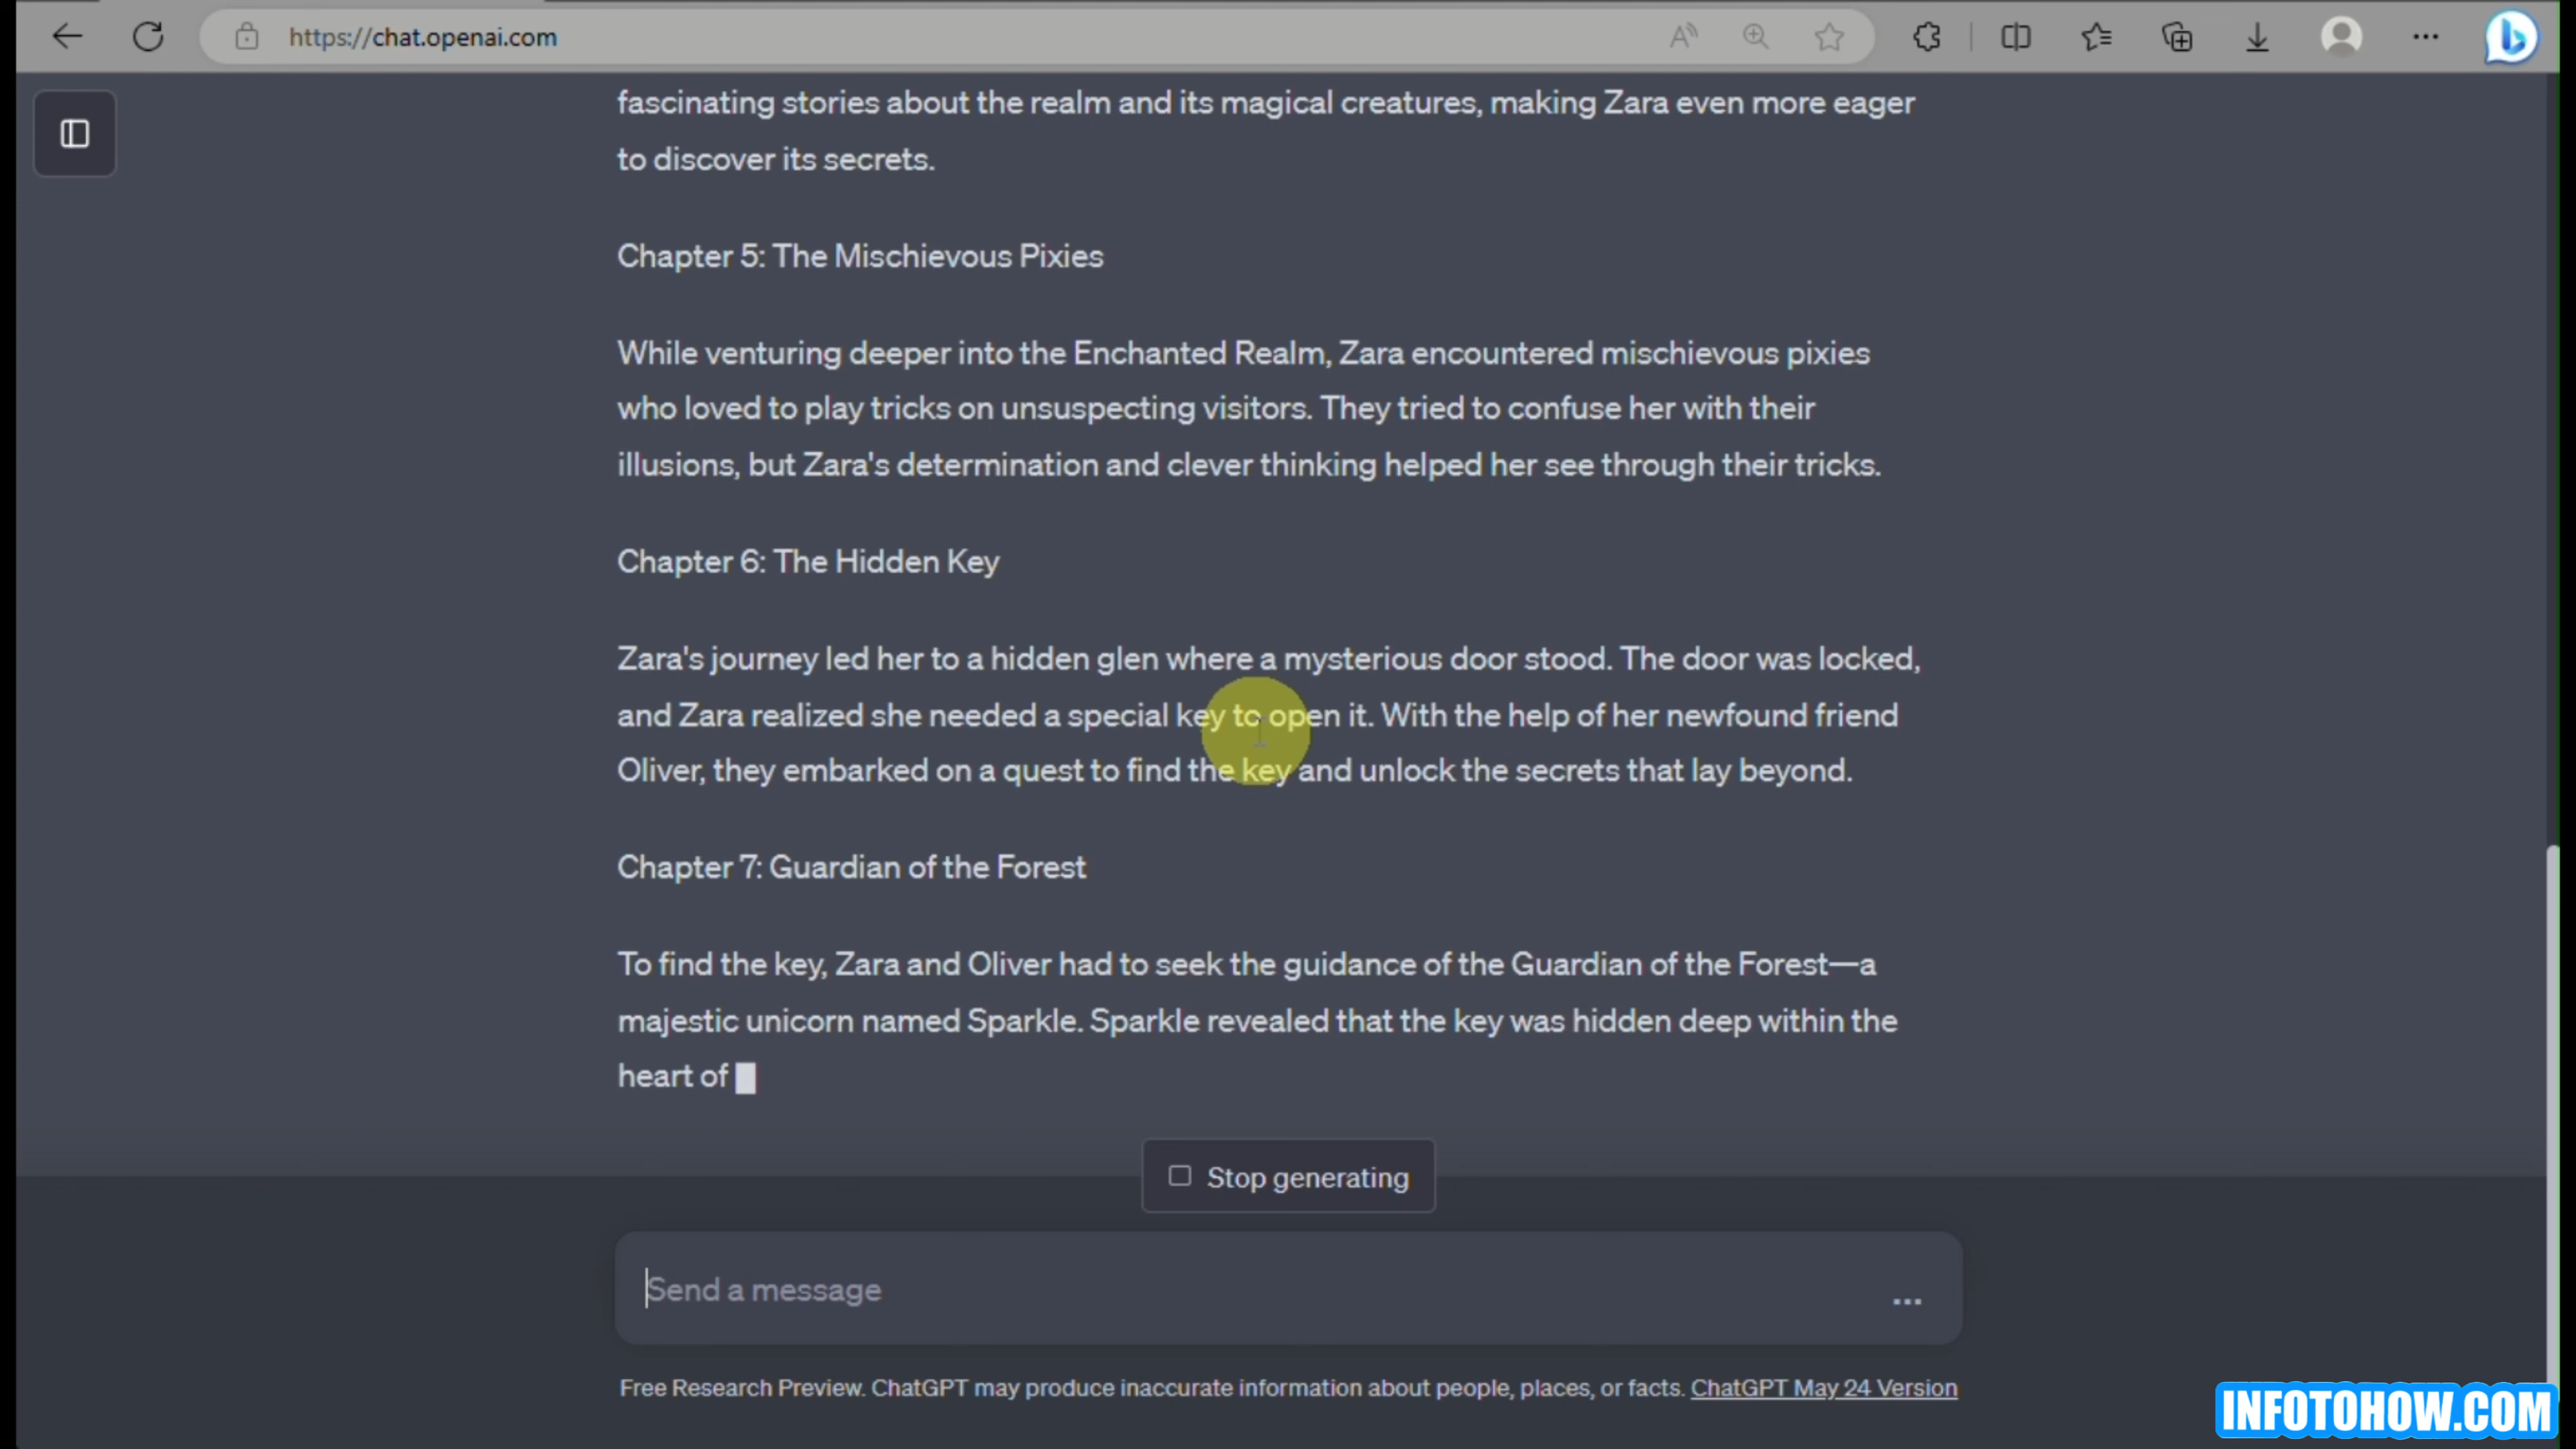 https://chat.openai.com
fascinating stories about the realm and its magical creatures, making Zara even more eager
to discover its secrets.
Chapter 5: The Mischievous Pixies
While venturing deeper into the Enchanted Realm, Zara encountered mischievous pixies
who loved to play tricks on unsuspecting visitors. They tried to confuse her with their
illusions, but Zara's determination and clever thinking helped her see through their tricks.
Chapter 6: The Hidden Key
Zara's journey led her to a hidden glen where a mysterious door stood. The door was locked,
and Zara realized she needed a special key to open it. With the help of her newfound friend
Oliver, they embarked on a quest to find the key and unlock the secrets that lay beyond.
Chapter 7: Guardian of the Forest
To find the key, Zara and Oliver had to seek the guidance of the Guardian of the Forest—a
majestic unicorn named Sparkle. Sparkle revealed that the key was hidden deep within the
heart of
Stop generating
Send a message
Free Research Preview. ChatGPT may produce inaccurate information about people, places, or facts. ChatGPT May 24 Version
INFOTOHOW.COM